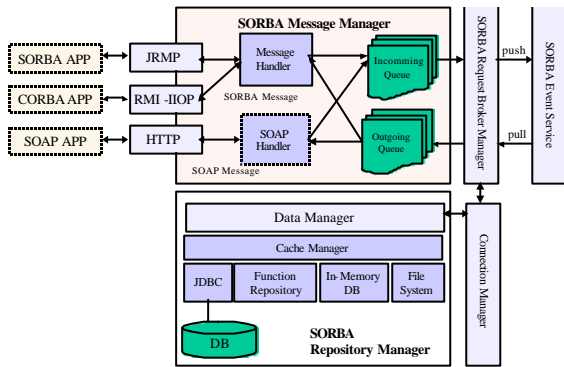 SORBA Message Manager
SORBA APP
JRMP
Message
Handler
Incomming
Queue
CORBA APP
RMI -IIOP
SORBA Message
SOAP APP
HTTP
SOAP
Handler
Outgoing
Queue
SOAP Message
SORBA Request Broker Manager
push
pull
SORBA Event Service
Data Manager
Cache Manager
JDBC
Function
Repository
In- Memory
DB
File
System
DB
SORBA
Repository Manager
Connection Manager